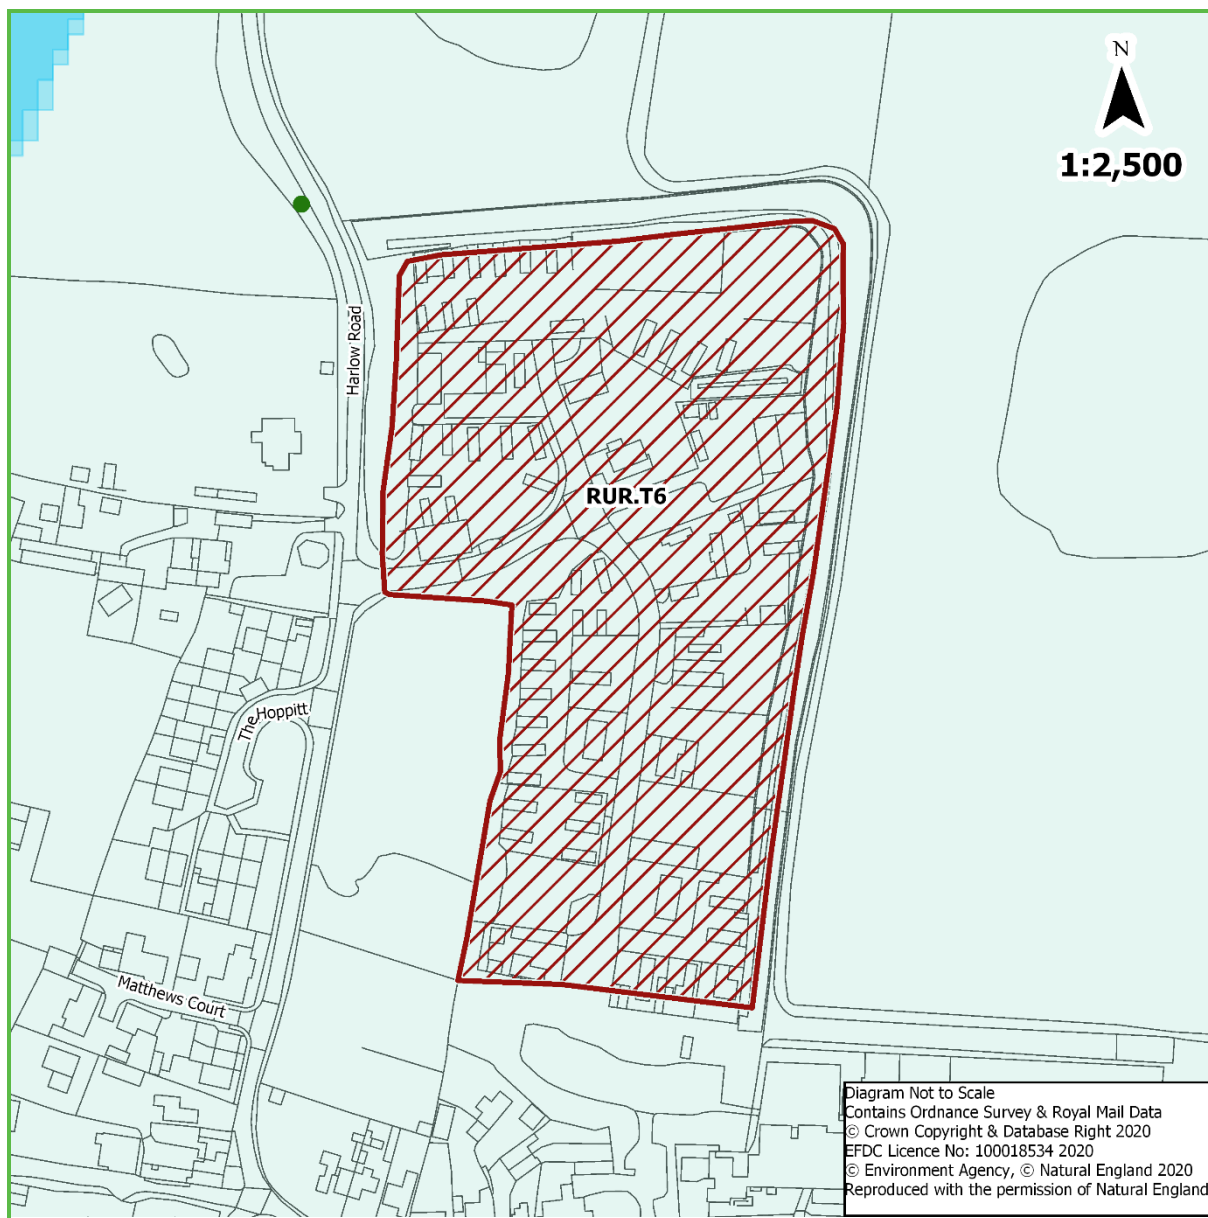 N
1:2,500
Harlow Road
RUR.T6
The Hoppitt
Matthews Court
Diagram Not to Scale
Contains Ordnance Survey & Royal Mail Data
© Crown Copyright & Database Right 2020
EFDC Licence No: 100018534 2020
© Environment Agency, © Natural England 2020
Reproduced with the permission of Natural England